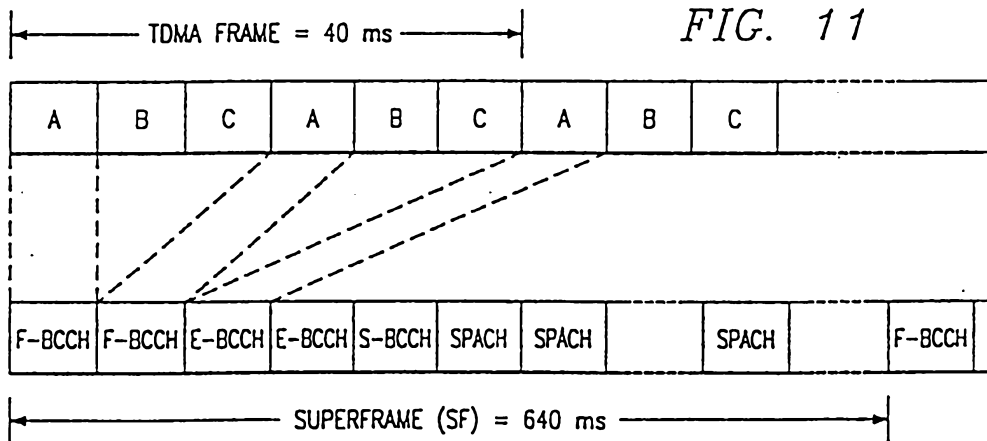 TDMA FRAME = 40 ms
FIG. 11
A B C A B C A B C
F-BCCH F-BCCH E-BCCH E-BCCH S-BCCH SPACH SPACH SPACH F-BCCH
SUPERFRAME (SF) = 640 ms